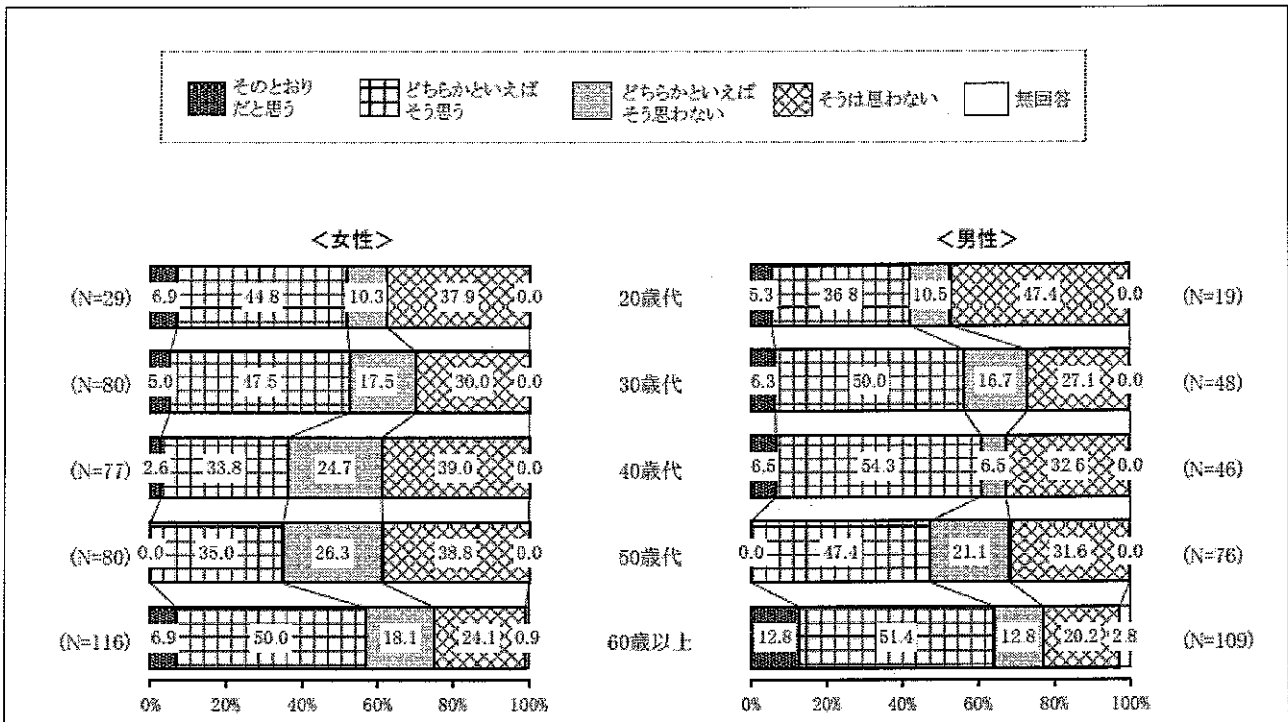 そのとおり
だと思う
どちらかといえば
そう思う
どちらかといえば
そう思わない
そうは思わない
無回答
＜女性＞
＜男性＞
(N=29) 6.9 44.8 10.3 37.9 0.0 20歳代 5.3 36.8 10.5 47.4 0.0 (N=19)
(N=80) 5.0 47.5 17.5 30.0 0.0 30歳代 6.3 50.0 16.7 27.1 0.0 (N=48)
(N=77) 2.6 33.8 24.7 39.0 0.0 40歳代 6.5 54.3 6.5 32.6 0.0 (N=46)
(N=80) 0.0 35.0 26.3 38.8 0.0 50歳代 0.0 47.4 21.1 31.6 0.0 (N=76)
(N=116) 6.9 50.0 18.1 24.1 0.9 60歳以上 12.8 51.4 12.8 20.2 2.8 (N=109)
0% 20% 40% 60% 80% 100% 0% 20% 40% 60% 80% 100%